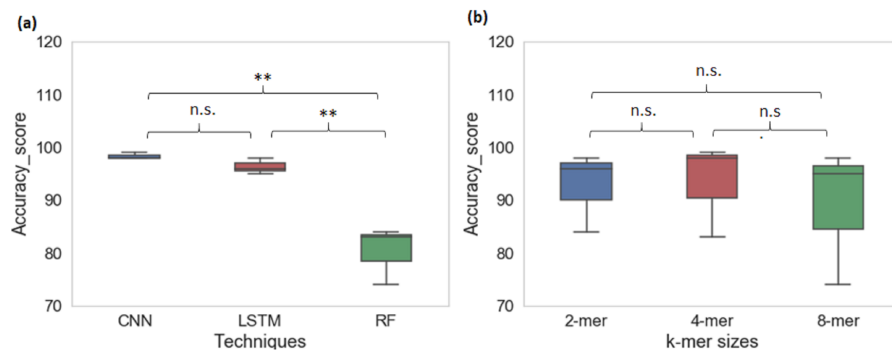 (a)
120
110
100
90
80
70
Accuracy_score
**
n.s.
**
CNN
LSTM
RF
Techniques
(b)
120
110
100
90
80
70
Accuracy_score
n.s.
n.s.
n.s
2-mer
4-mer
8-mer
k-mer sizes